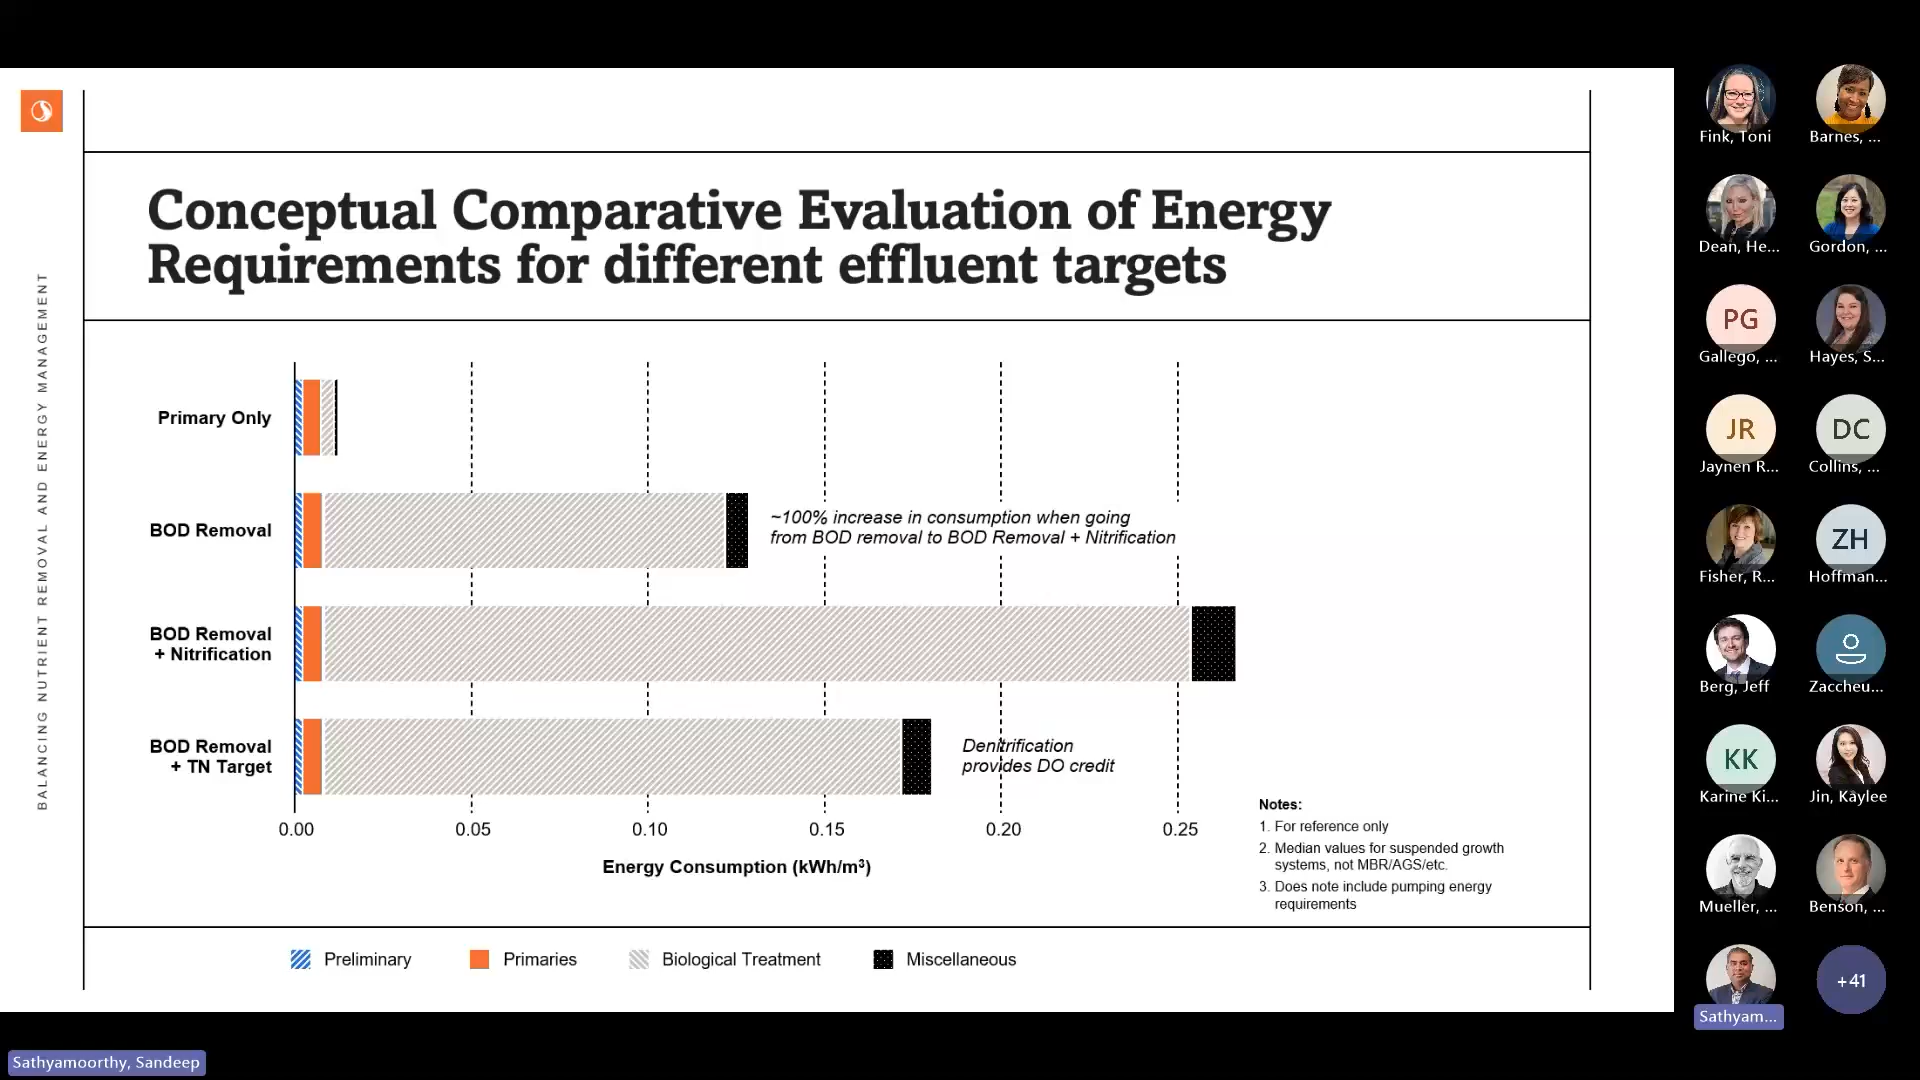 BALANCING NUTRIENT REMOVAL AND ENERGY MANAGEMENT
Conceptual Comparative Evaluation of Energy
Requirements for different effluent targets
Primary Only
BOD Removal
~100% increase in consumption when going
from BOD removal to BOD Removal + Nitrification
BOD Removal
+ Nitrification
BOD Removal
+ TN Target
Denitrification
provides DO credit
0.00
0.05
0.10
0.15
0.20
0.25
Energy Consumption (kWh/m³)
Notes:
1. For reference only
2. Median values for suspended growth
systems, not MBR/AGS/etc.
3. Does note include pumping energy
requirements
Preliminary
Primaries
Biological Treatment
Miscellaneous
Fink, Toni
Barnes, ...
Dean, He...
Gordon, ...
PG
Gallego, ...
Hayes, S...
JR
Jaynen R...
DC
Collins, ...
Fisher, R...
ZH
Hoffman...
Berg, Jeff
Zaccheu...
KK
Karine Ki...
Jin, Kaylee
Mueller, ...
Benson, ...
Sathyam...
+41
Sathyamoorthy, Sandeep